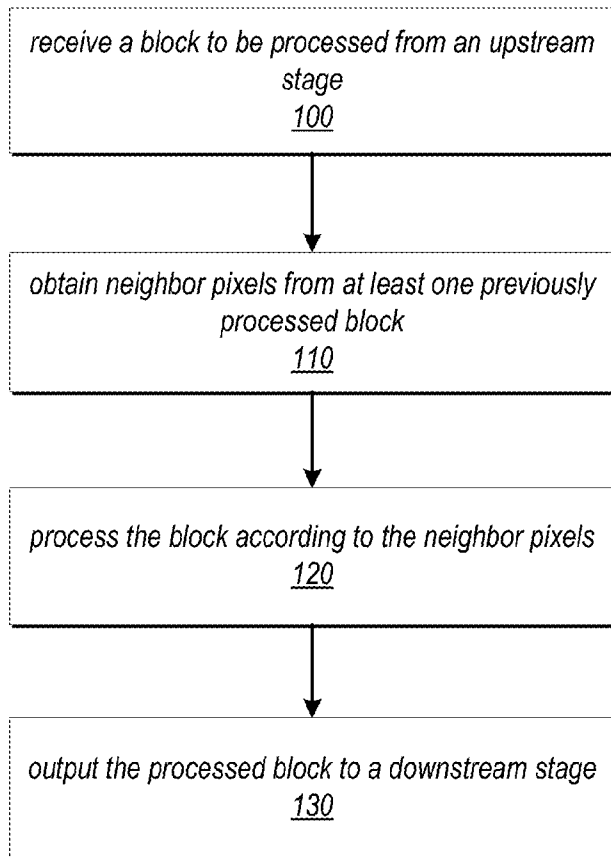 receive a block to be processed from an upstream
stage
100
obtain neighbor pixels from at least one previously
processed block
110
process the block according to the neighbor pixels
120
output the processed block to a downstream stage
130